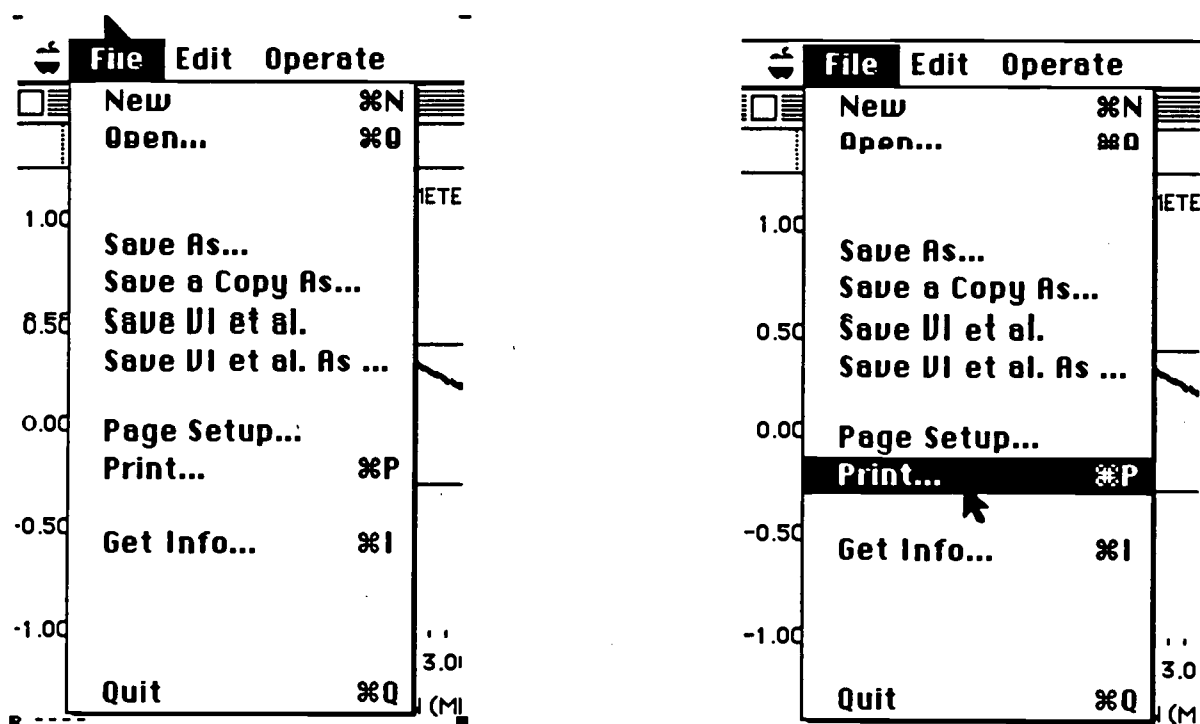 File Edit Operate
New ⌘N
Open... ⌘O
METE
1.00
Save As...
Save a Copy As...
0.50
Save VI et al.
Save VI et al. As ...
0.00
Page Setup...
Print... ⌘P
-0.50
Get Info... ⌘I
-1.00
3.0
Quit ⌘Q
(MI
File Edit Operate
New ⌘N
Open... ⌘O
METE
1.00
Save As...
Save a Copy As...
0.50
Save VI et al.
Save VI et al. As ...
0.00
Page Setup...
Print... ⌘P
-0.50
Get Info... ⌘I
-1.00
3.0
Quit ⌘Q
(M